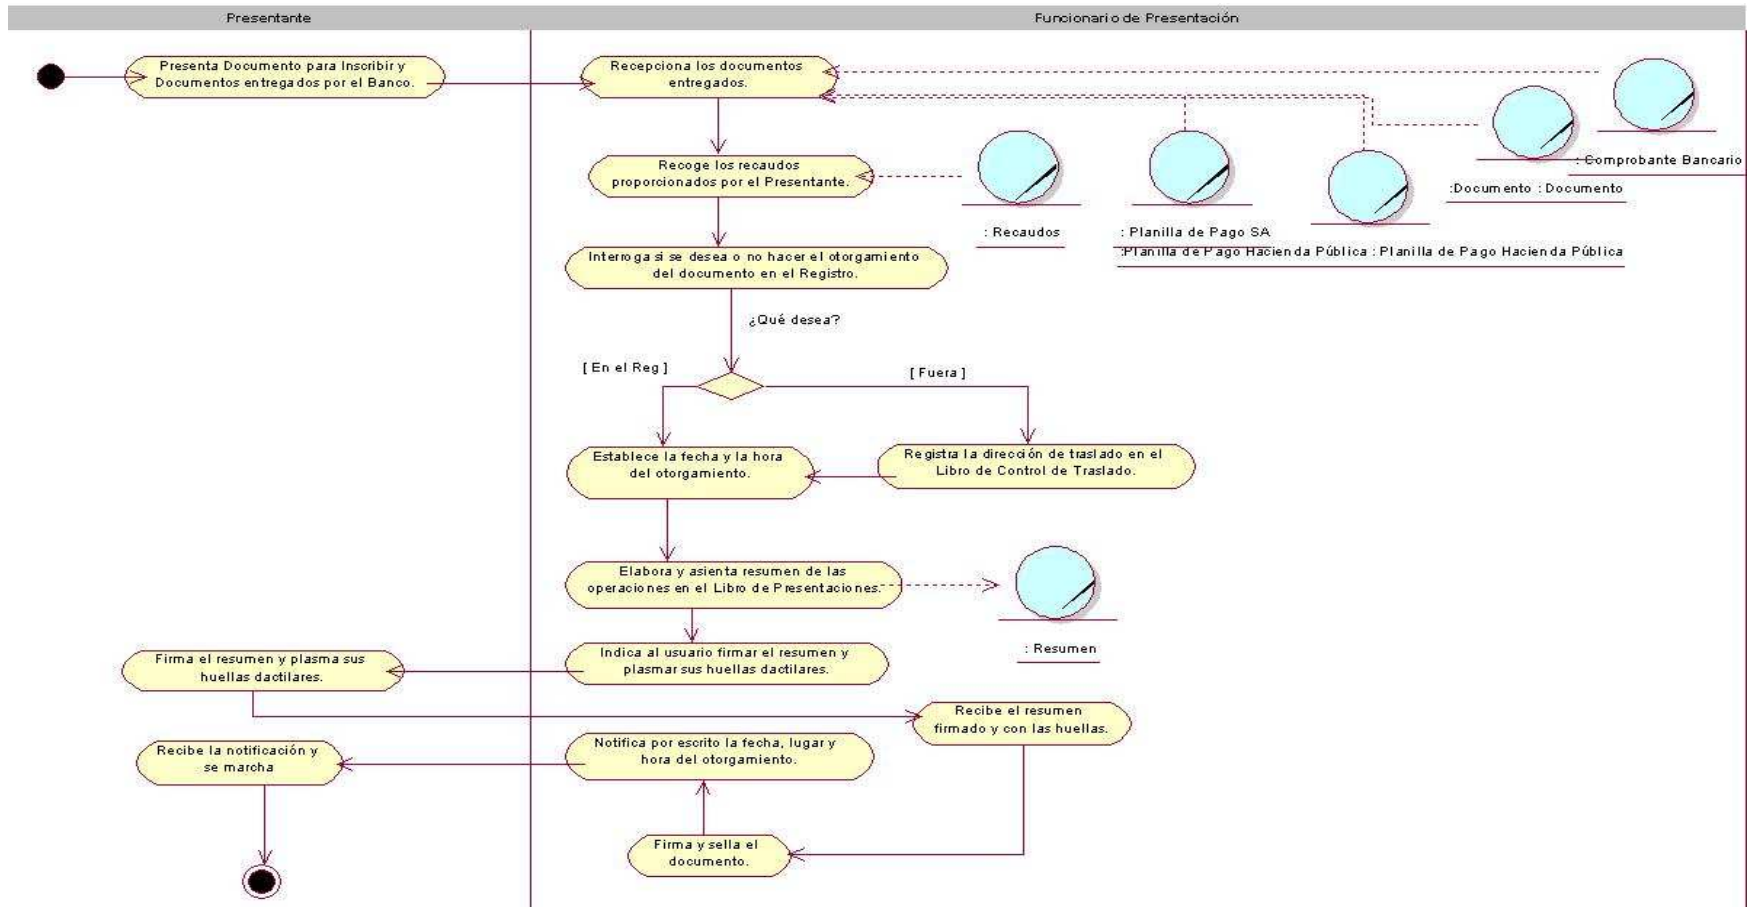 Presentante
Funcionario de Presentación
Presenta Documento para Inscribir y
Documentos entregados por el Banco.
Recepciona los documentos
entregados.
: Comprobante Bancario
:Documento : Documento
Recoge los recaudos
proporcionados por el Presentante.
: Recaudos
: Planilla de Pago SA
:Planilla de Pago Hacienda Pública : Planilla de Pago Hacienda Pública
Interroga si se desea o no hacer el otorgamiento
del documento en el Registro.
¿Qué desea?
[ En el Reg ]
[ Fuera ]
Establece la fecha y la hora
del otorgamiento.
Registra la dirección de traslado en el
Libro de Control de Traslado.
Elabora y asienta resumen de las
operaciones en el Libro de Presentaciones.
: Resumen
Indica al usuario firmar el resumen y
plasmar sus huellas dactilares.
Firma el resumen y plasma sus
huellas dactilares.
Recibe el resumen
firmado y con las huellas.
Notifica por escrito la fecha, lugar y
hora del otorgamiento.
Recibe la notificación y
se marcha
Firma y sella el
documento.